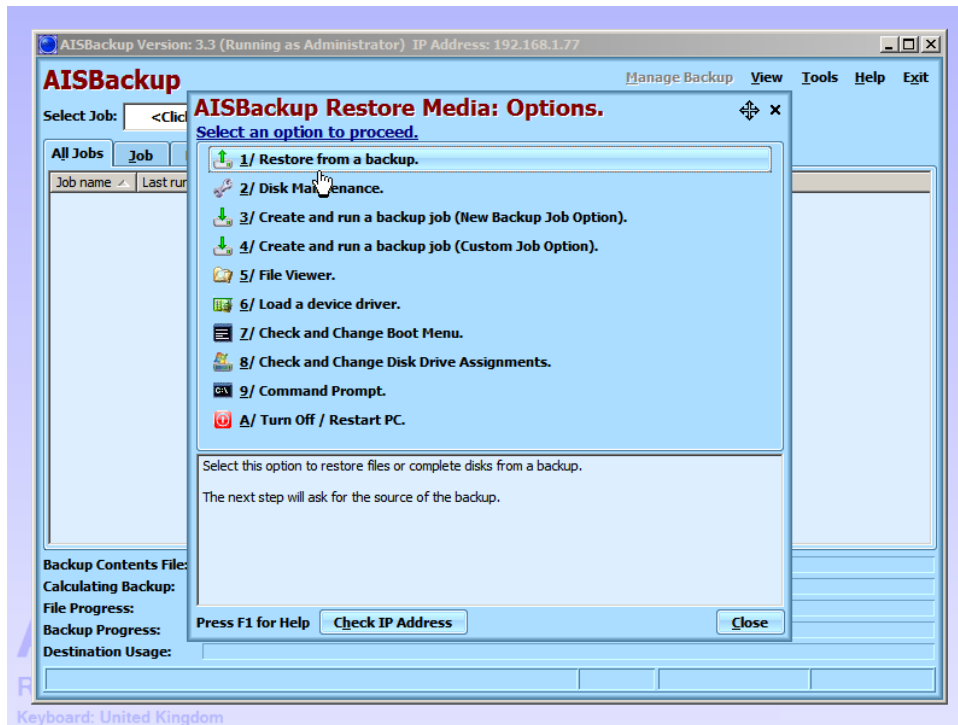 AISBackup Version: 3.3 (Running as Administrator) IP Address: 192.168.1.77
AISBackup
Manage Backup View Tools Help Exit
Select Job:
AISBackup Restore Media: Options.
Select an option to proceed.
All Jobs Job
Job name Last run
1/ Restore from a backup.
2/ Disk Maintenance.
3/ Create and run a backup job (New Backup Job Option).
4/ Create and run a backup job (Custom Job Option).
5/ File Viewer.
6/ Load a device driver.
7/ Check and Change Boot Menu.
8/ Check and Change Disk Drive Assignments.
9/ Command Prompt.
A/ Turn Off / Restart PC.
Select this option to restore files or complete disks from a backup.
The next step will ask for the source of the backup.
Press F1 for Help Check IP Address Close
Backup Contents File:
Calculating Backup:
File Progress:
Backup Progress:
Destination Usage:
Keyboard: United Kingdom